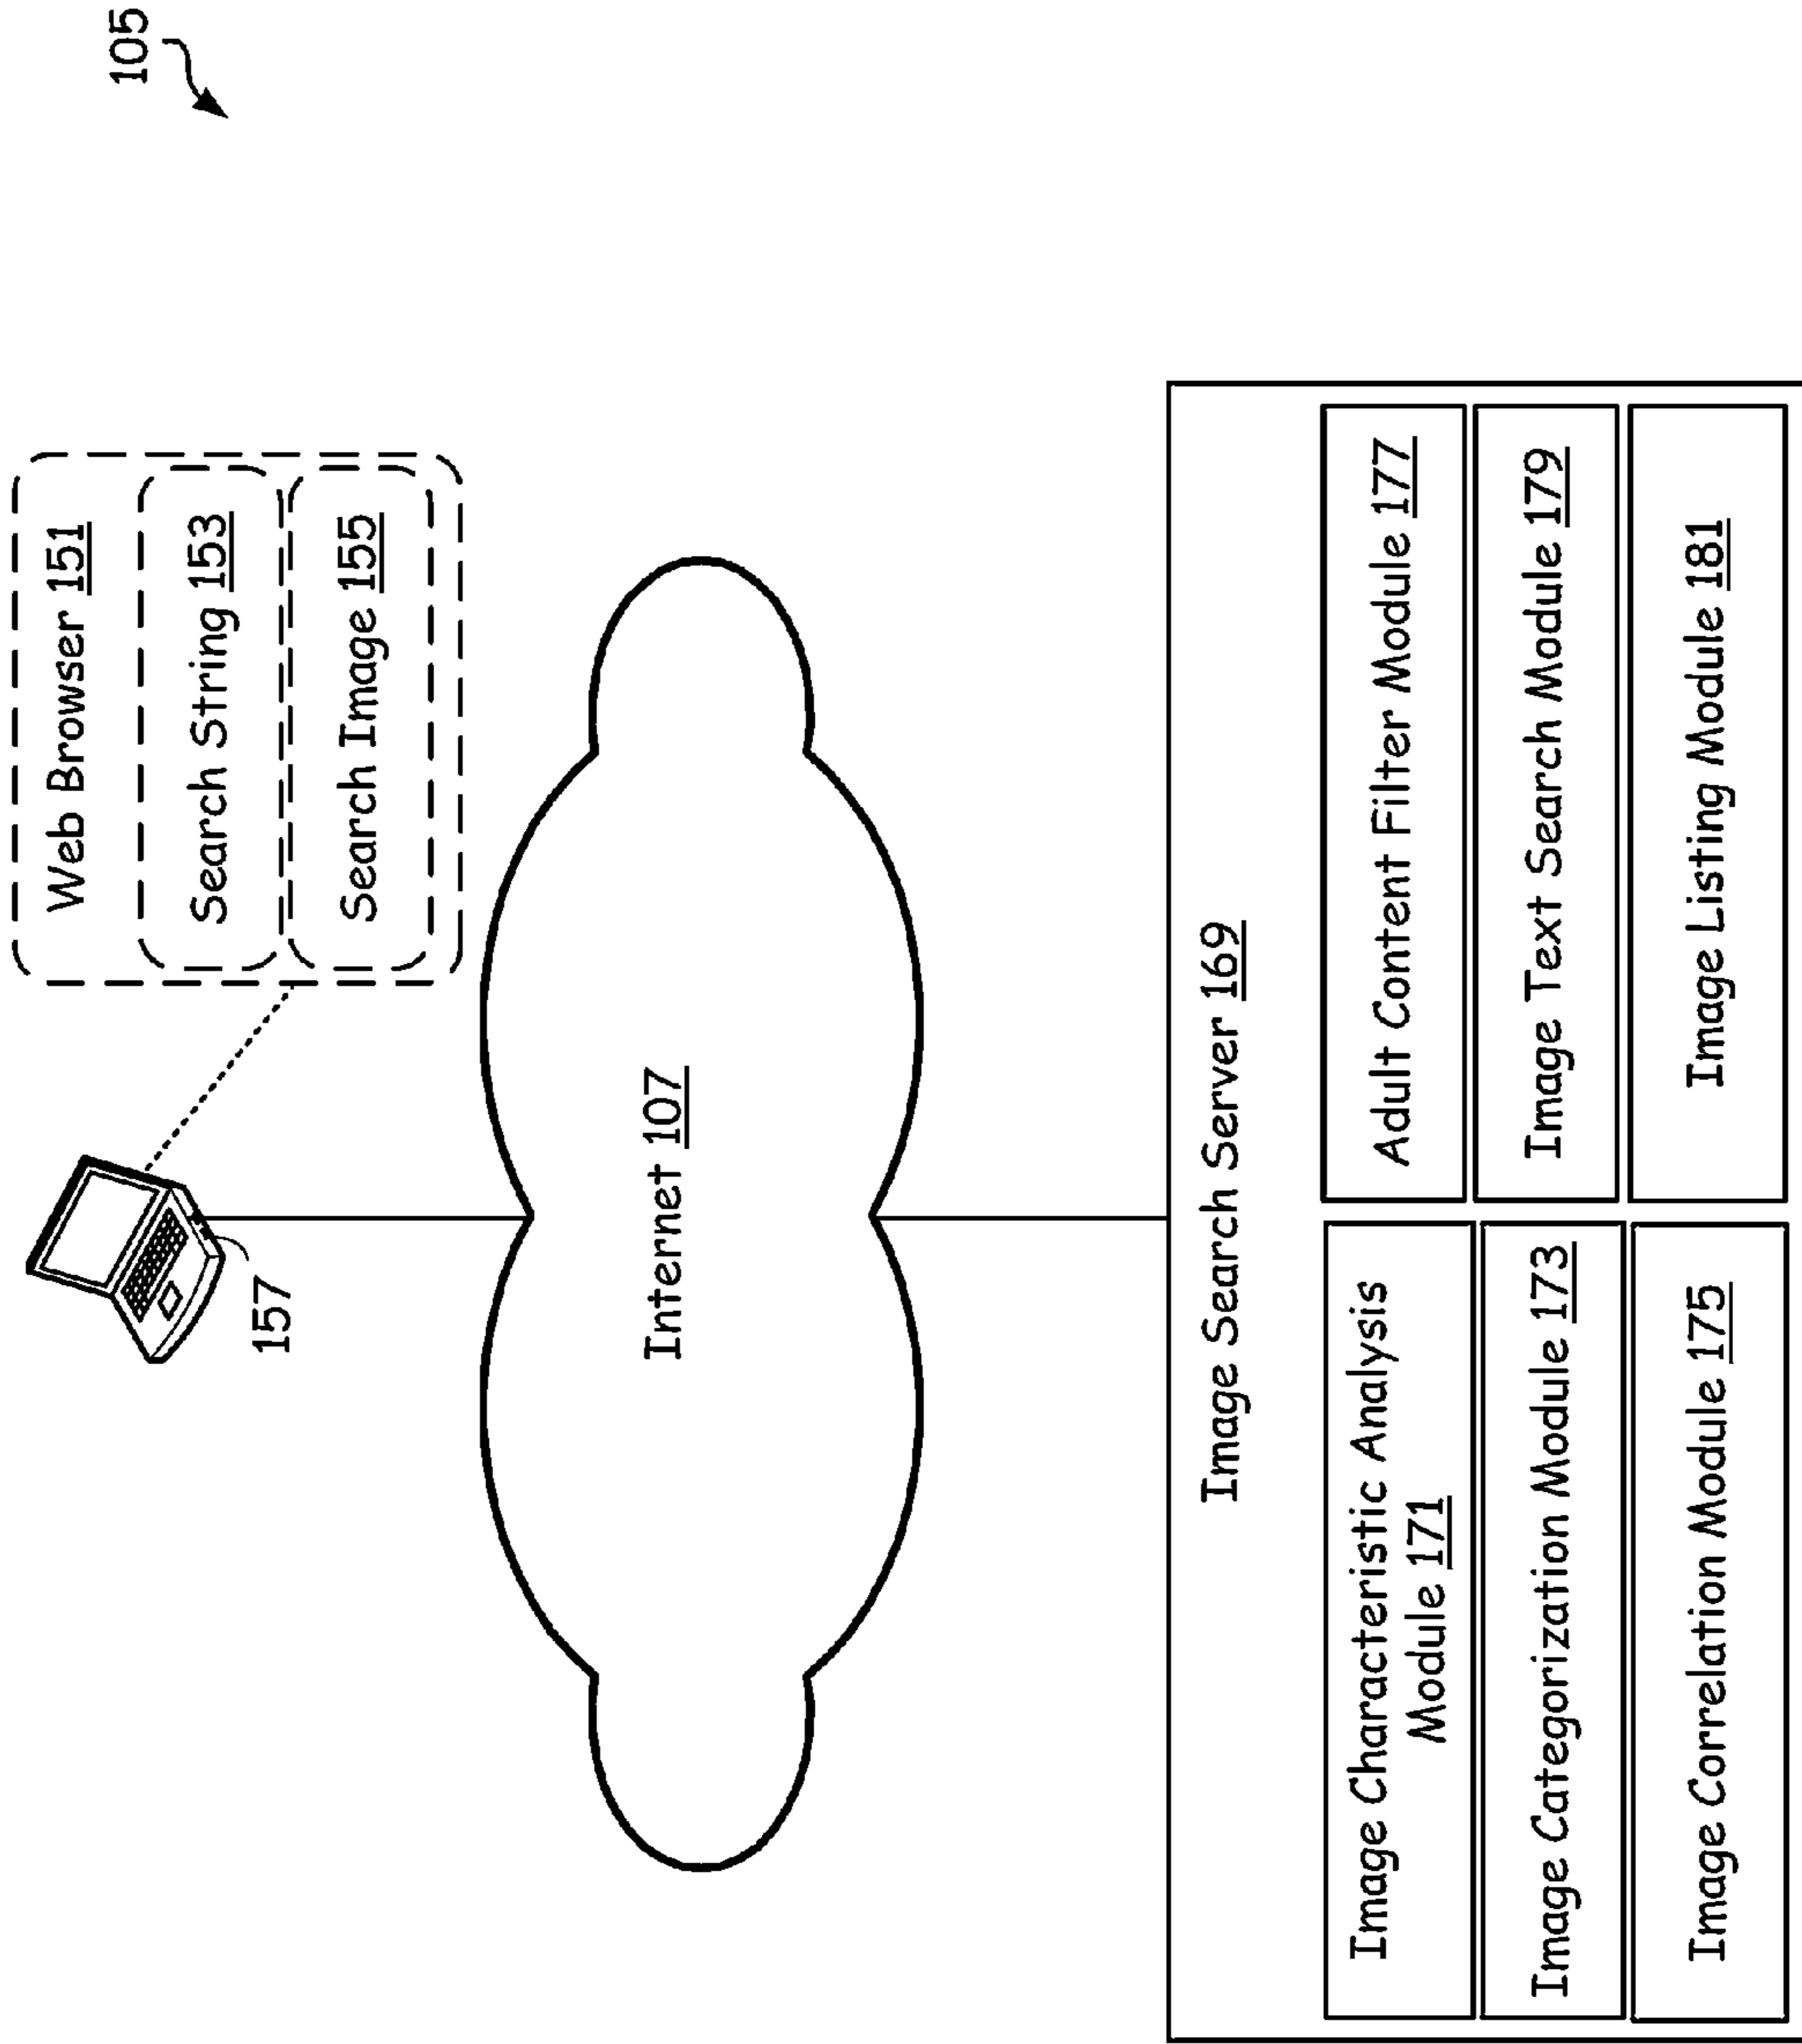 105
Web Browser 151
Search String 153
Search Image 155
157
Internet 107
Image Search Server 169
Image Characteristic Analysis
Module 171
Image Categorization Module 173
Image Correlation Module 175
Adult Content Filter Module 177
Image Text Search Module 179
Image Listing Module 181